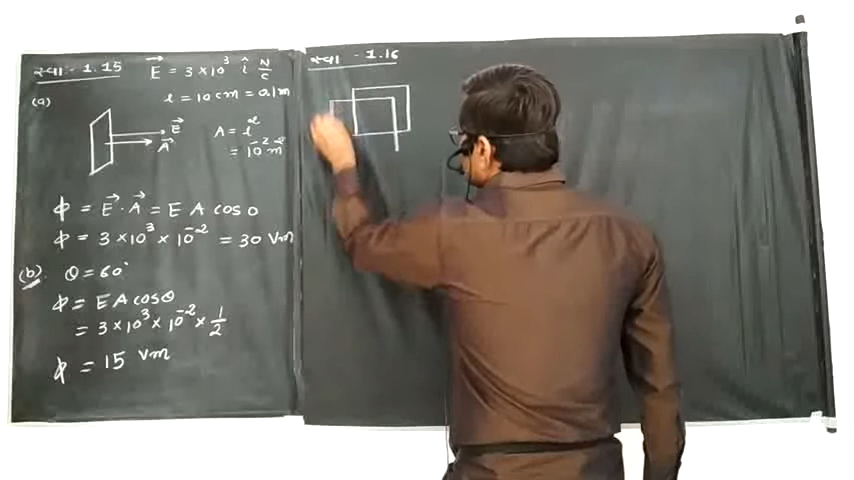 स्वा :- 1.15
E⃗ = 3 × 10³ î N/C
(a)
l = 10 cm = 0.1m
E⃗
A⃗
A = l²
= 10⁻² m²
ϕ = E⃗ · A⃗ = E A cos 0
ϕ = 3 × 10³ × 10⁻² = 30 Vm
(b). θ = 60°
ϕ = E A cos θ
= 3 × 10³ × 10⁻² × 1/2
ϕ = 15 Vm
स्वा :- 1.16